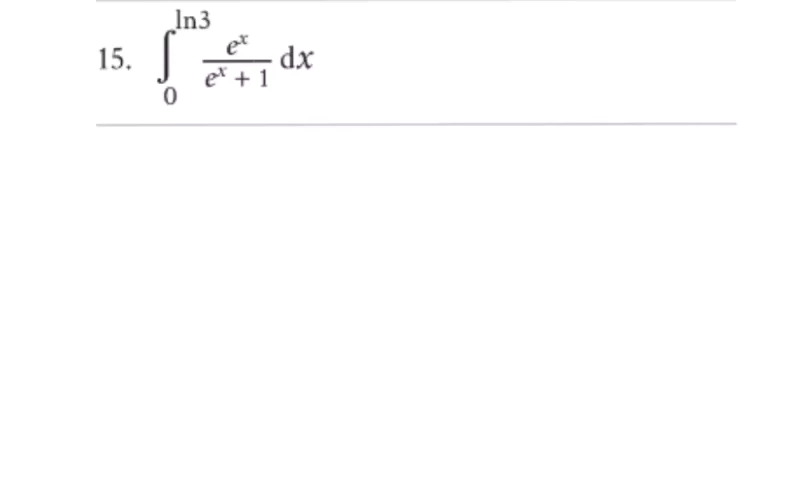 15. ∫₀^{ln3} eˣ/(eˣ + 1) dx